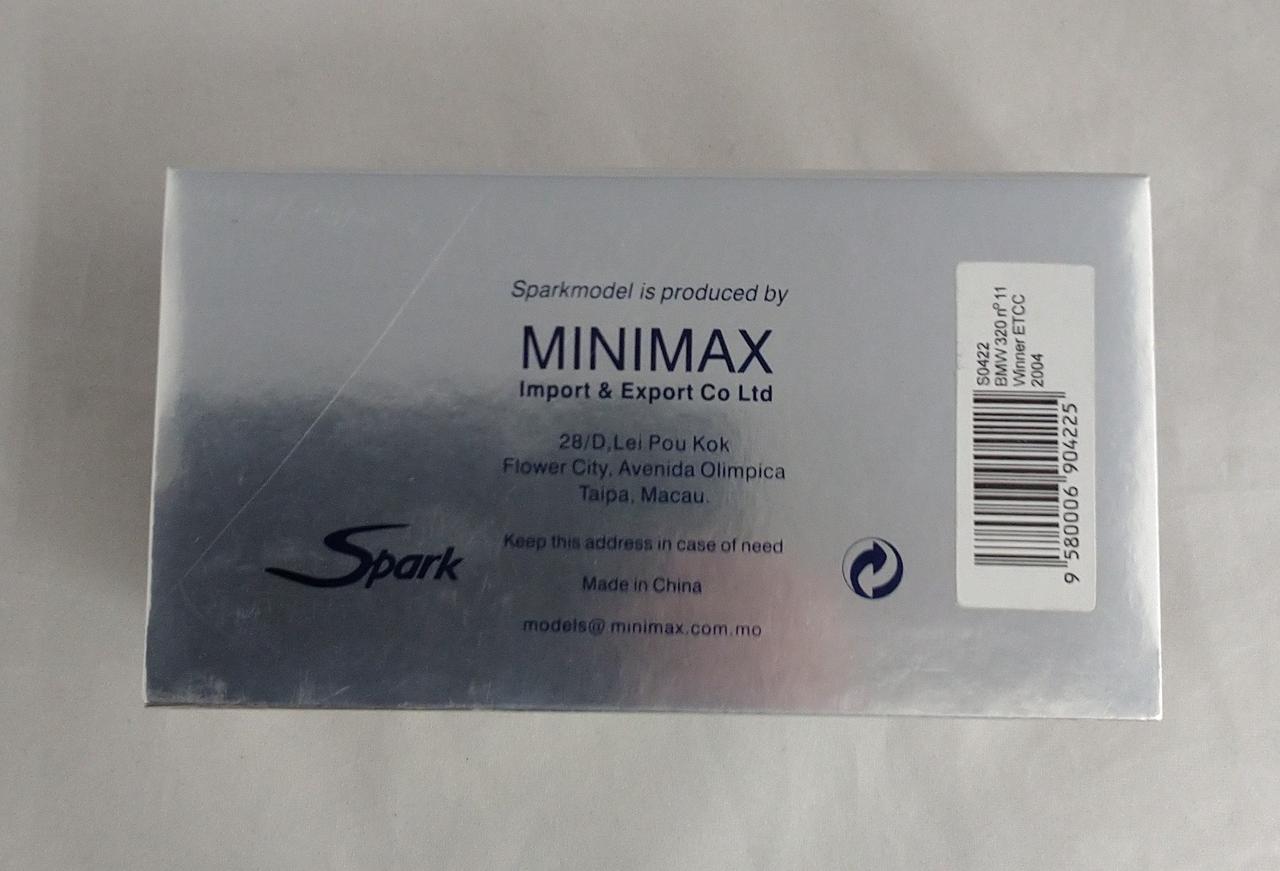 Sparkmodel is produced by
MINIMAX
Import & Export Co Ltd
28/D,Lei Pou Kok
Flower City, Avenida Olimpica
Taipa, Macau.
Keep this address in case of need
Made in China
models@minimax.com.mo
Spark
S0422
BMW 320 nº11
Winner ETCC
2004
9 580006 904225